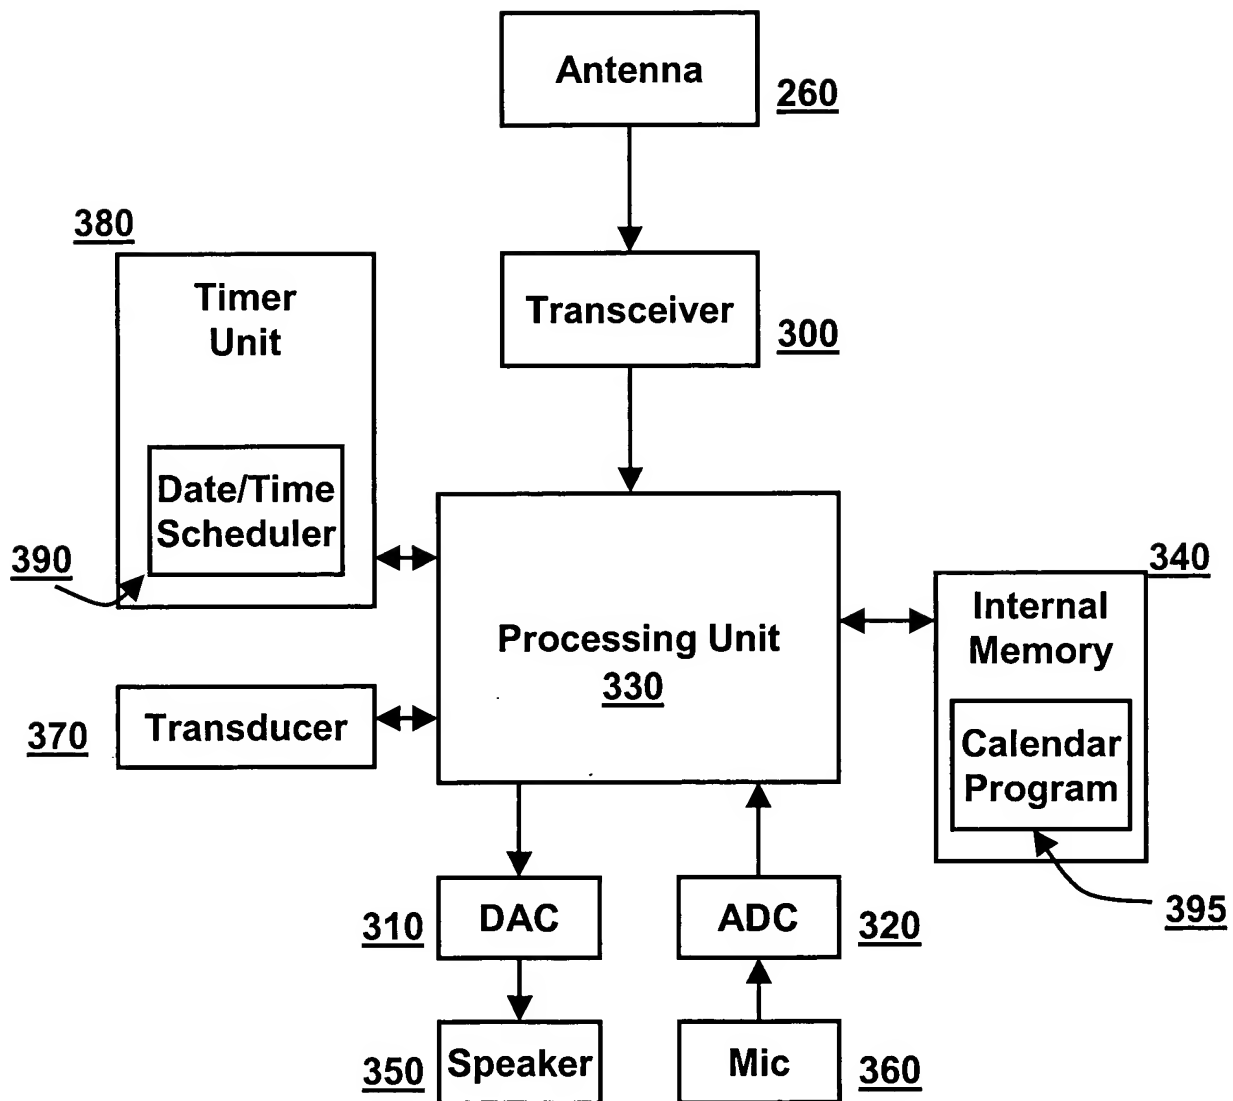 Antenna
260
380
Timer
Unit
Transceiver
300
Date/Time
Scheduler
390
340
Internal
Memory
Processing Unit
330
Transducer
370
Calendar
Program
395
310
DAC
ADC
320
350
Speaker
Mic
360